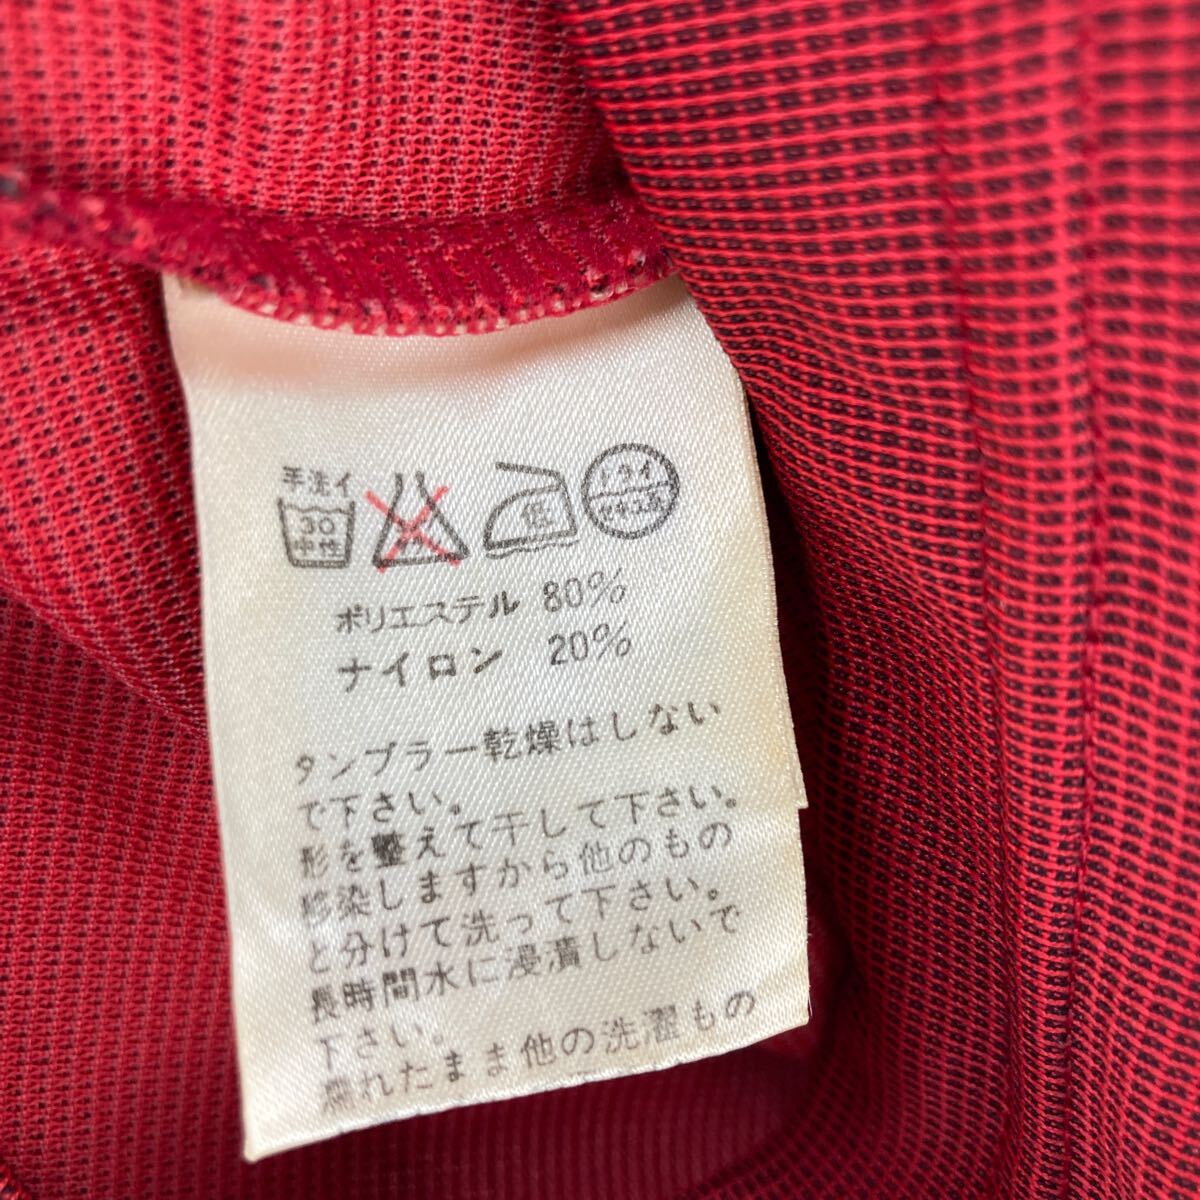 手洗イ
30
中性
低
ドライ
セキユ系
ポリエステル 80%
ナイロン 20%
タンブラー乾燥はしない
で下さい。
形を整えて干して下さい。
移染しますから他のもの
と分けて洗って下さい。
長時間水に浸漬しないで
下さい。
濡れたまま他の洗濯もの